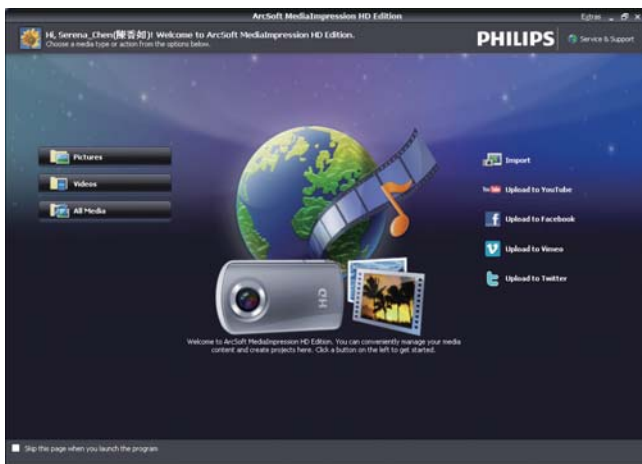 ArcSoft MediaImpression HD Edition
Extras
Hi, Serena_Chen(陳香如)! Welcome to ArcSoft MediaImpression HD Edition.
Choose a media type or action from the options below.
PHILIPS
Service & Support
Pictures
Videos
All Media
Import
YouTube Upload to YouTube
f Upload to Facebook
v Upload to Vimeo
t Upload to Twitter
HD
Welcome to ArcSoft MediaImpression HD Edition. You can conveniently manage your media
content and create projects here. Click a button on the left to get started.
Skip this page when you launch the program